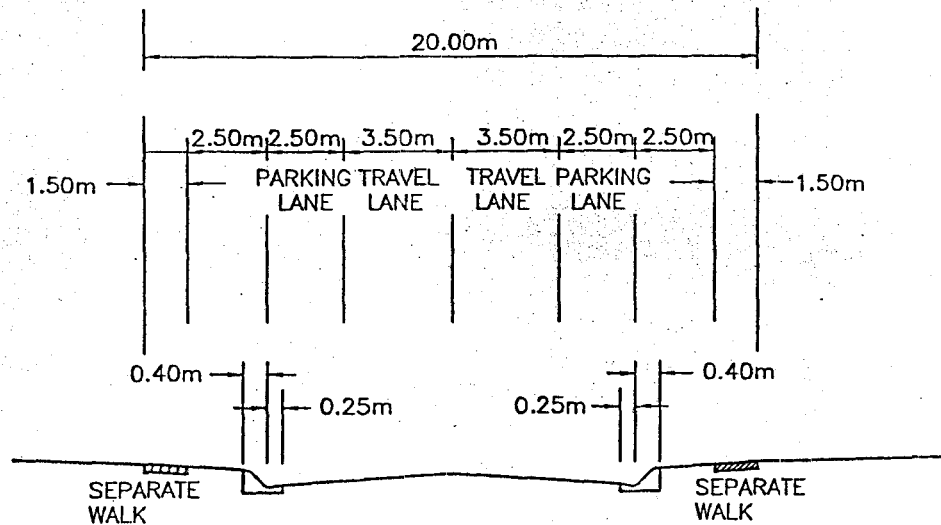 20.00m
2.50m 2.50m 3.50m 3.50m 2.50m 2.50m
1.50m
PARKING TRAVEL TRAVEL PARKING
1.50m
LANE LANE LANE LANE
0.40m
0.40m
0.25m
0.25m
SEPARATE
WALK
SEPARATE
WALK